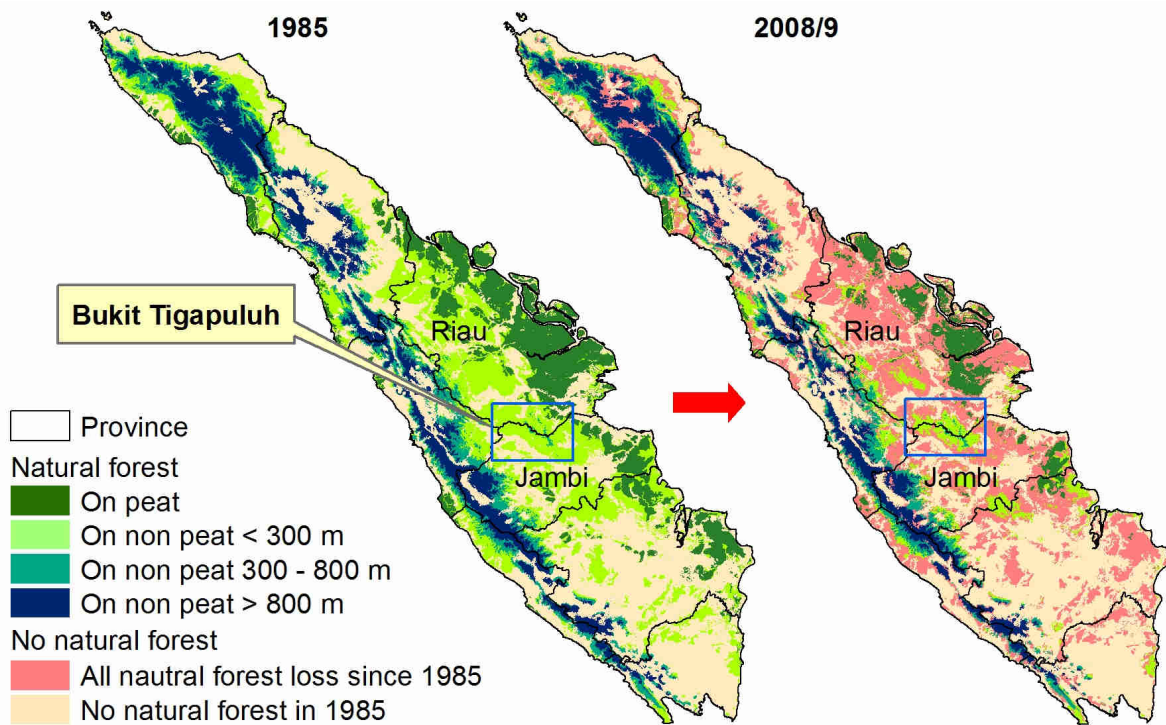 1985
2008/9
Bukit Tigapuluh
Riau
Riau
Province
Natural forest
Jambi
Jambi
On peat
On non peat < 300 m
On non peat 300 - 800 m
On non peat > 800 m
No natural forest
All nautral forest loss since 1985
No natural forest in 1985